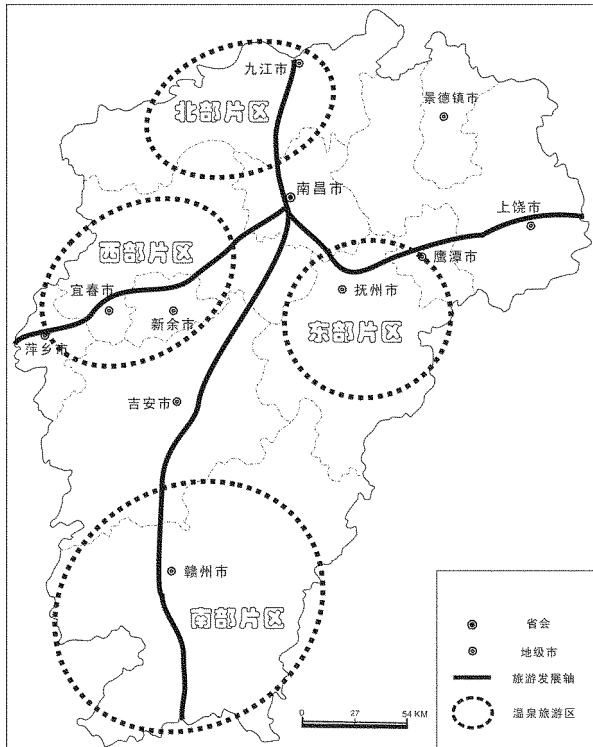 九江市
景德镇市
北部片区
南昌市
上饶市
西部片区
鹰潭市
宜春市
抚州市
新余市
东部片区
萍乡市
吉安市
赣州市
南部片区
省会
地级市
旅游发展轴
温泉旅游区
0 27 54 KM